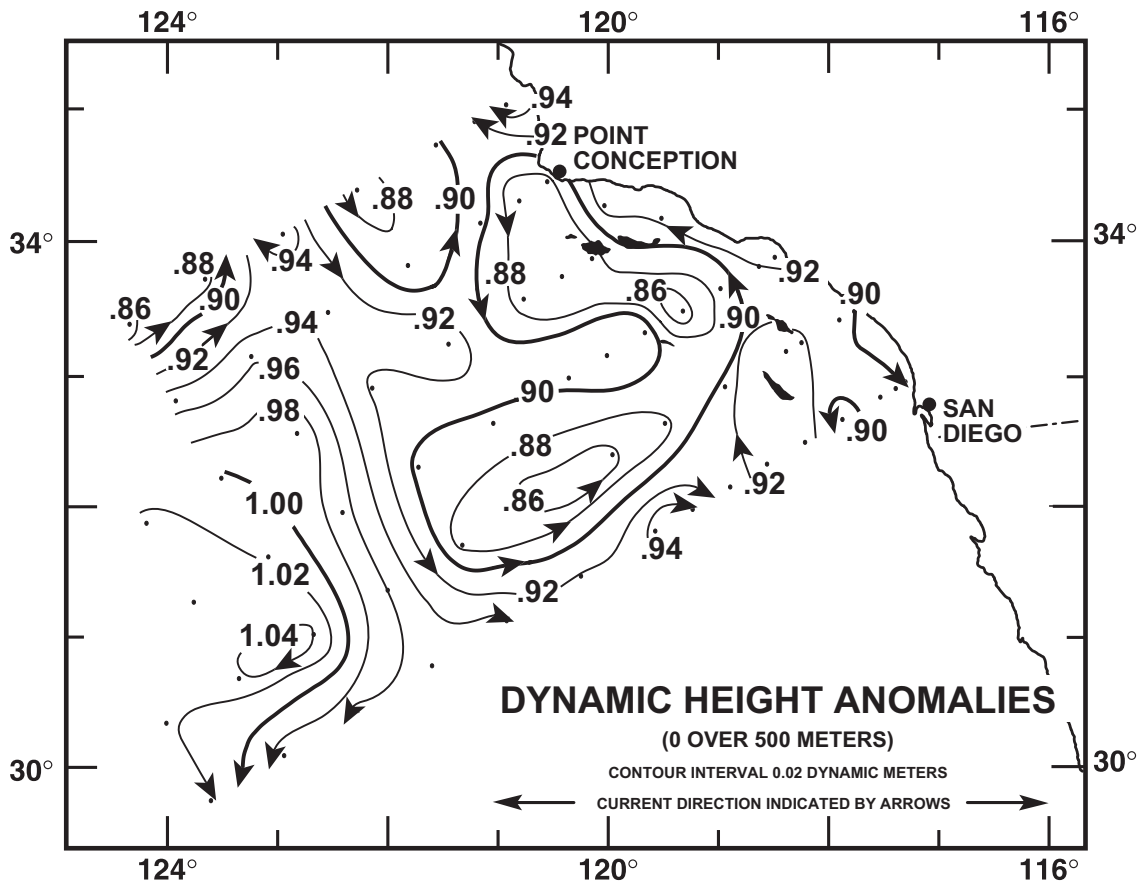 124° 120° 116°
.94
.92 POINT
CONCEPTION
.88 .90
34° 34°
.94
.88 .88 .92
.86 .90 .86 .90
.92 .94 .92 .90
.96
.90
.98 SAN
DIEGO
.90
.88
.92
1.00 .86
.94
1.02
.92
1.04
DYNAMIC HEIGHT ANOMALIES
(0 OVER 500 METERS)
30° 30°
CONTOUR INTERVAL 0.02 DYNAMIC METERS
CURRENT DIRECTION INDICATED BY ARROWS
124° 120° 116°